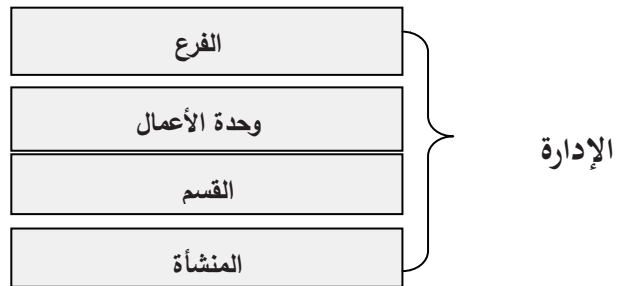 الفرع
وحدة الأعمال
القسم
المنشأة
الإدارة